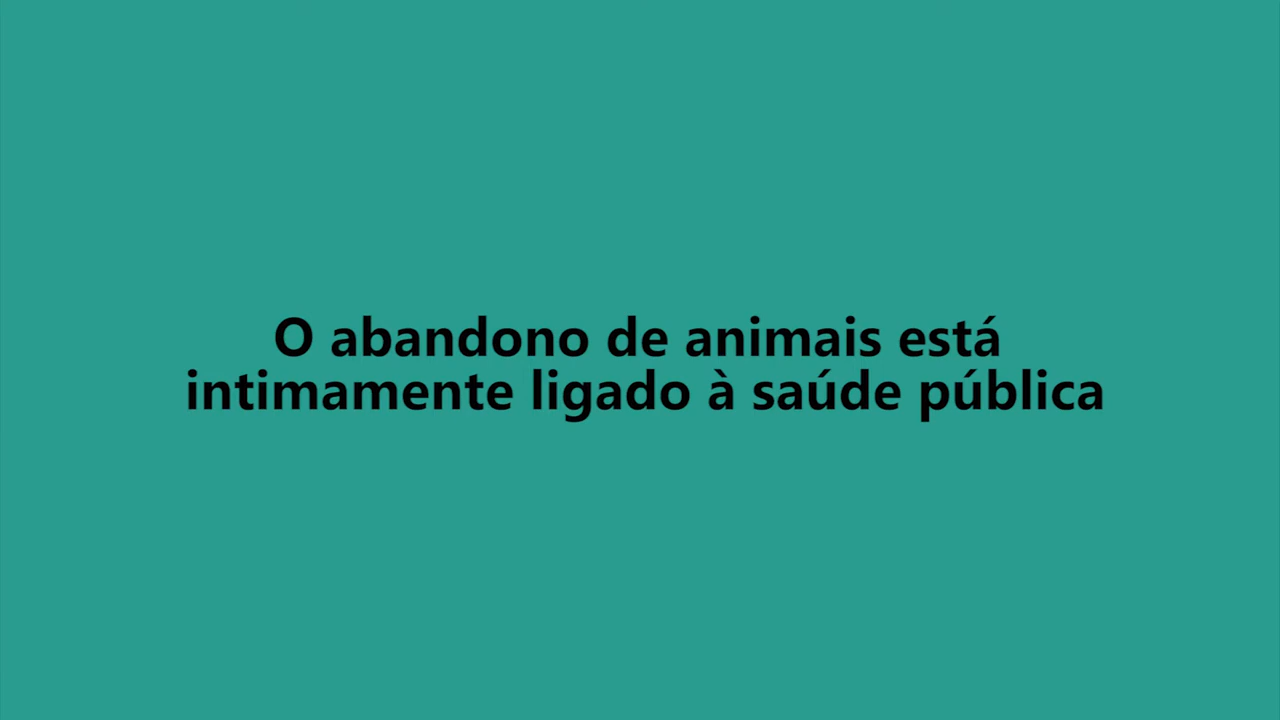 O abandono de animais está
intimamente ligado à saúde pública